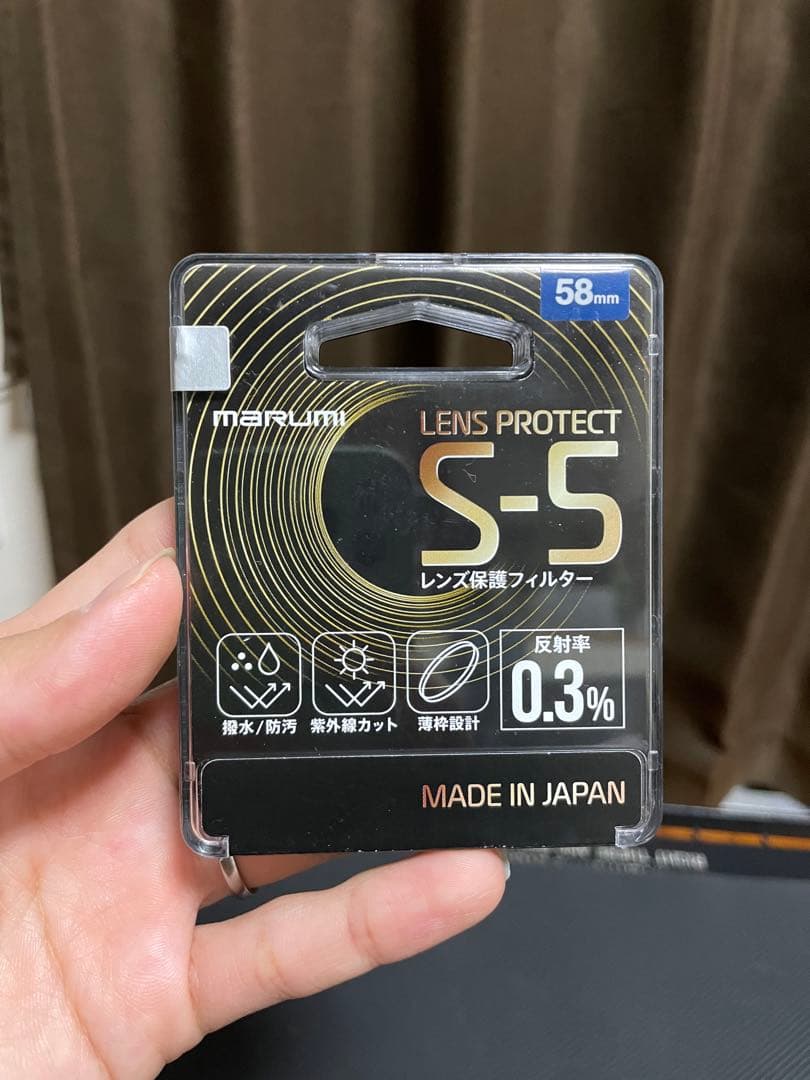 58mm
marumi
LENS PROTECT
S-5
レンズ保護フィルター
撥水/防汚
紫外線カット
薄枠設計
反射率
0.3%
MADE IN JAPAN